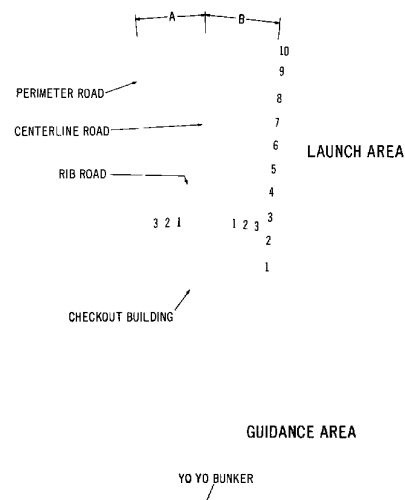 A B
10
9
PERIMETER ROAD
8
CENTERLINE ROAD
7
6
LAUNCH AREA
5
RIB ROAD
4
3 2 1
1 2 3
3
2
1
CHECKOUT BUILDING
GUIDANCE AREA
YO YO BUNKER